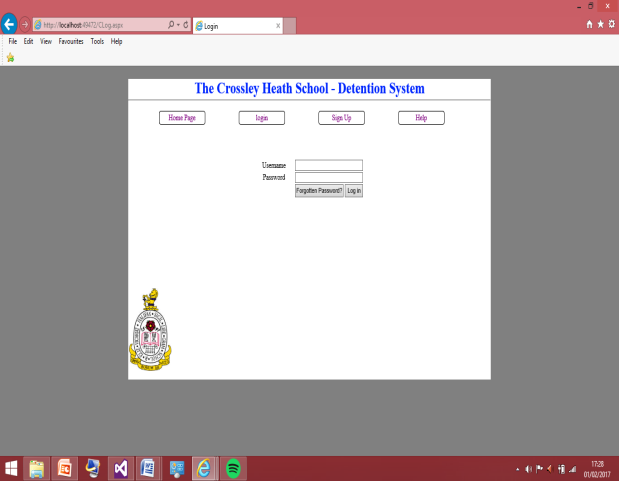 http://localhost:49472/CLog.aspx
Login
File Edit View Favourites Tools Help
The Crossley Heath School - Detention System
Home Page login Sign Up Help
Username
Password
Forgotten Password? Log in
17:28
01/02/2017